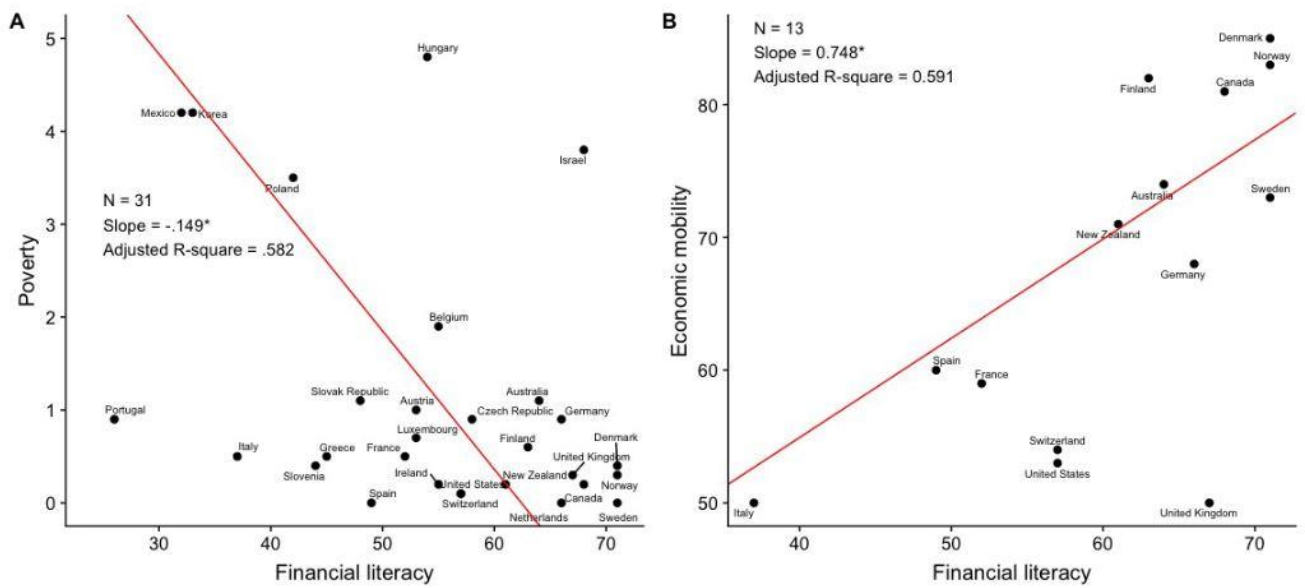 A
5
4
3
2
1
0
Poverty
Hungary
Mexico
Korea
Israel
Poland
N = 31
Slope = -.149*
Adjusted R-square = .582
Belgium
Slovak Republic
Australia
Portugal
Austria
Czech Republic
Germany
Luxembourg
Denmark
Italy
Greece
France
Finland
United Kingdom
Slovenia
Ireland
United States
New Zealand
Norway
Spain
Switzerland
Canada
Netherlands
Sweden
30
40
50
60
70
Financial literacy
B
N = 13
Slope = 0.748*
Adjusted R-square = 0.591
80
70
60
50
Economic mobility
Denmark
Norway
Finland
Canada
Australia
Sweden
New Zealand
Germany
Spain
France
Switzerland
United States
Italy
United Kingdom
40
50
60
70
Financial literacy